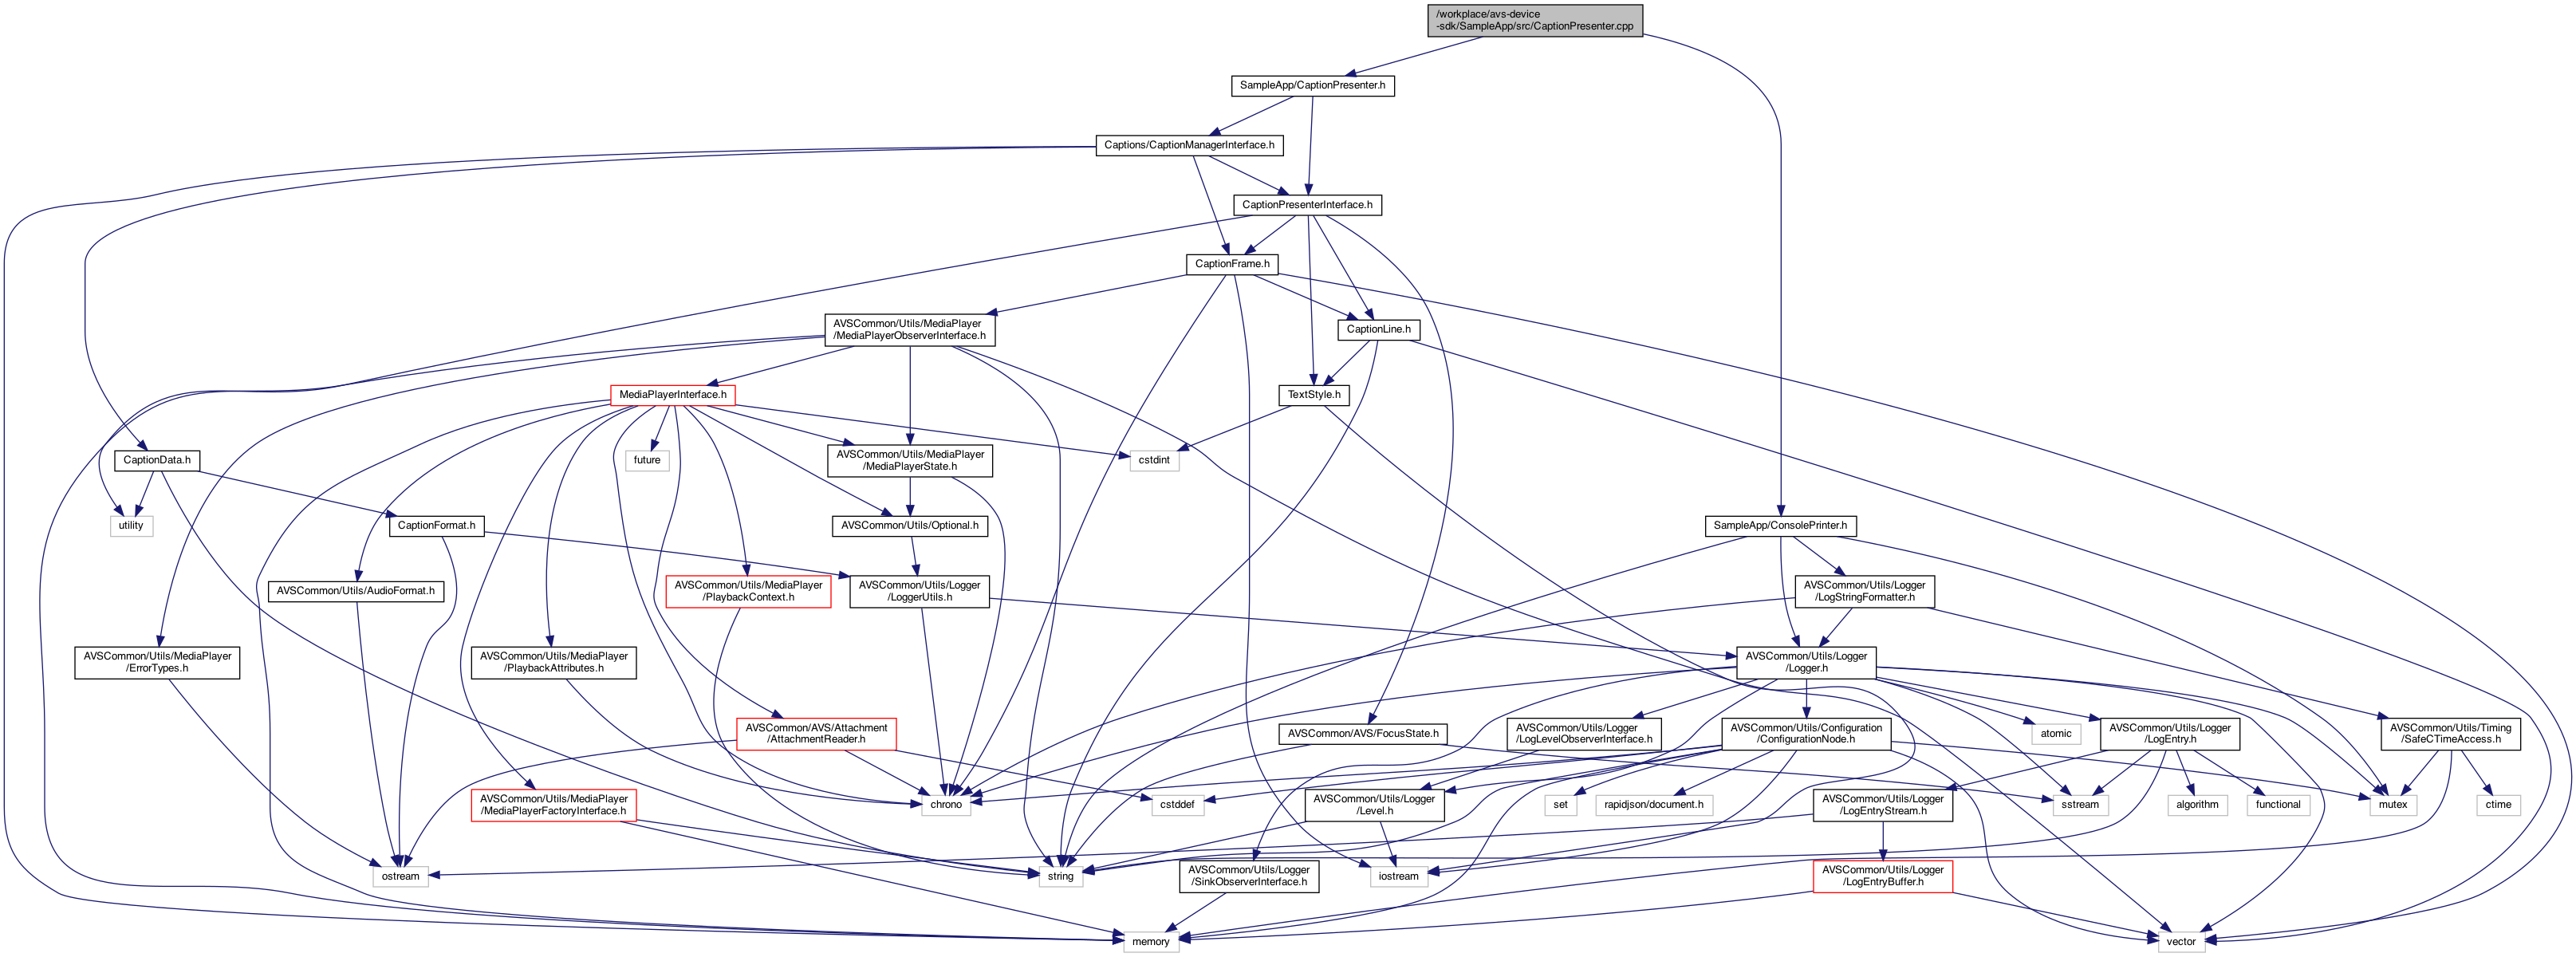 /workplace/avs-device
-sdk/SampleApp/src/CaptionPresenter.cpp
SampleApp/CaptionPresenter.h
Captions/CaptionManagerInterface.h
CaptionPresenterInterface.h
CaptionFrame.h
AVSCommon/Utils/MediaPlayer
/MediaPlayerObserverInterface.h
CaptionLine.h
MediaPlayerInterface.h
TextStyle.h
CaptionData.h
future
AVSCommon/Utils/MediaPlayer
/MediaPlayerState.h
cstdint
utility
CaptionFormat.h
AVSCommon/Utils/Optional.h
SampleApp/ConsolePrinter.h
AVSCommon/Utils/AudioFormat.h
AVSCommon/Utils/MediaPlayer
/PlaybackContext.h
AVSCommon/Utils/Logger
/LoggerUtils.h
AVSCommon/Utils/Logger
/LogStringFormatter.h
AVSCommon/Utils/MediaPlayer
/ErrorTypes.h
AVSCommon/Utils/MediaPlayer
/PlaybackAttributes.h
AVSCommon/Utils/Logger
/Logger.h
AVSCommon/AVS/Attachment
/AttachmentReader.h
AVSCommon/AVS/FocusState.h
AVSCommon/Utils/Logger
/LogLevelObserverInterface.h
AVSCommon/Utils/Configuration
/ConfigurationNode.h
atomic
AVSCommon/Utils/Logger
/LogEntry.h
AVSCommon/Utils/Timing
/SafeCTimeAccess.h
AVSCommon/Utils/MediaPlayer
/MediaPlayerFactoryInterface.h
chrono
cstddef
AVSCommon/Utils/Logger
/Level.h
set
rapidjson/document.h
AVSCommon/Utils/Logger
/LogEntryStream.h
sstream
algorithm
functional
mutex
ctime
ostream
string
AVSCommon/Utils/Logger
/SinkObserverInterface.h
iostream
AVSCommon/Utils/Logger
/LogEntryBuffer.h
memory
vector